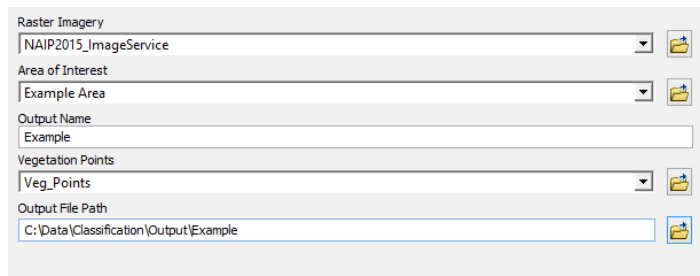 Raster Imagery
NAIP2015_ImageService
Area of Interest
Example Area
Output Name
Example
Vegetation Points
Veg_Points
Output File Path
C:\Data\Classification\Output\Example